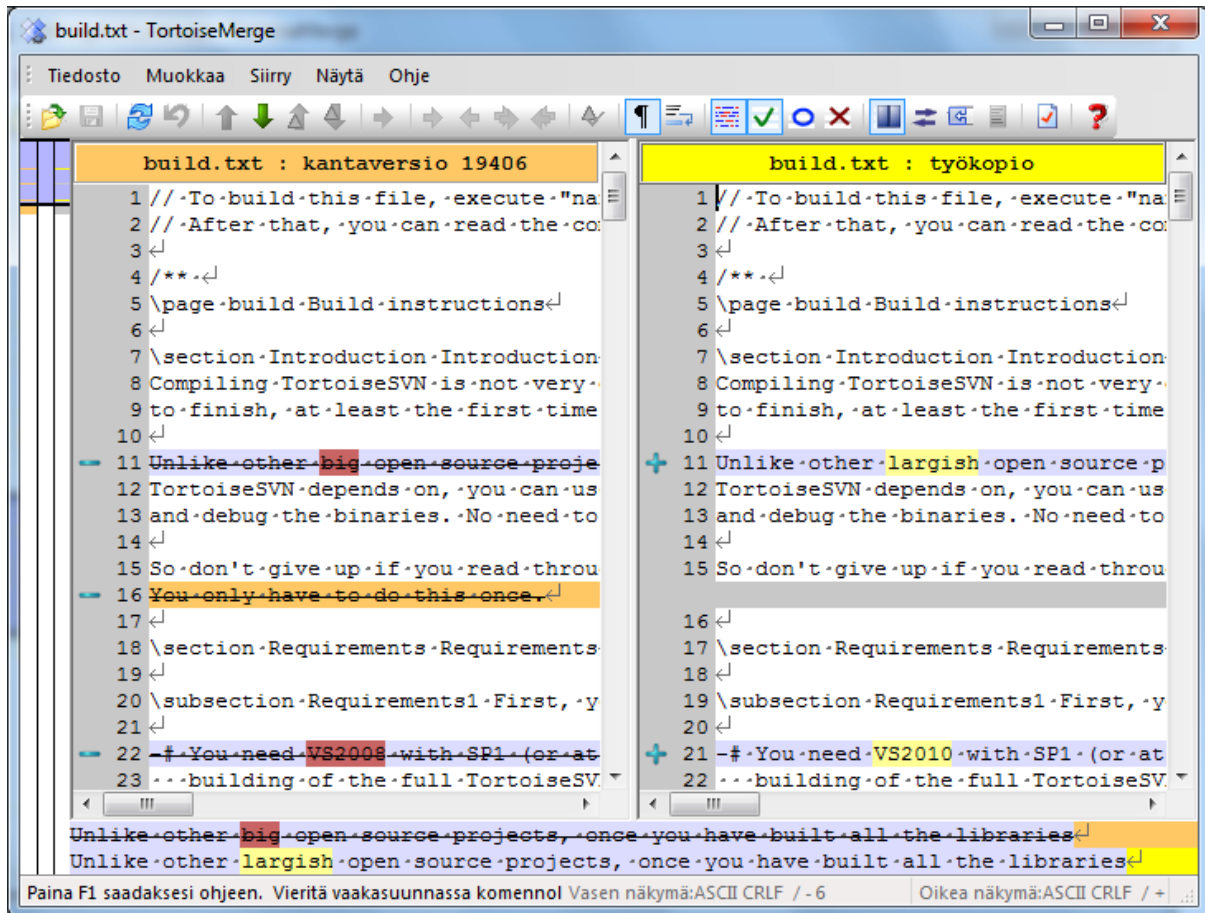 build.txt - TortoiseMerge
Tiedosto Muokkaa Siirry Näytä Ohje
build.txt : kantaversio 19406
1 // To build this file, execute "na
2 // After that, you can read the co
3
4 /**
5 \page build Build instructions
6
7 \section Introduction Introduction
8 Compiling TortoiseSVN is not very
9 to finish, at least the first time
10
11 Unlike other big open source proje
12 TortoiseSVN depends on, you can us
13 and debug the binaries. No need to
14
15 So don't give up if you read throu
16 You only have to do this once.
17
18 \section Requirements Requirements
19
20 \subsection Requirements1 First, y
21
22 -# You need VS2008 with SP1 (or at
23 building of the full TortoiseSV
build.txt : työkopio
1 // To build this file, execute "na
2 // After that, you can read the co
3
4 /**
5 \page build Build instructions
6
7 \section Introduction Introduction
8 Compiling TortoiseSVN is not very
9 to finish, at least the first time
10
11 Unlike other largish open source p
12 TortoiseSVN depends on, you can us
13 and debug the binaries. No need to
14
15 So don't give up if you read throu
16
17 \section Requirements Requirements
18
19 \subsection Requirements1 First, y
20
21 -# You need VS2010 with SP1 (or at
22 building of the full TortoiseSV
Unlike other big open source projects, once you have built all the libraries
Unlike other largish open source projects, once you have built all the libraries
Paina F1 saadaksesi ohjeen. Vieritä vaakasuunnassa komennol Vasen näkymä:ASCII CRLF / - 6 Oikea näkymä:ASCII CRLF / +